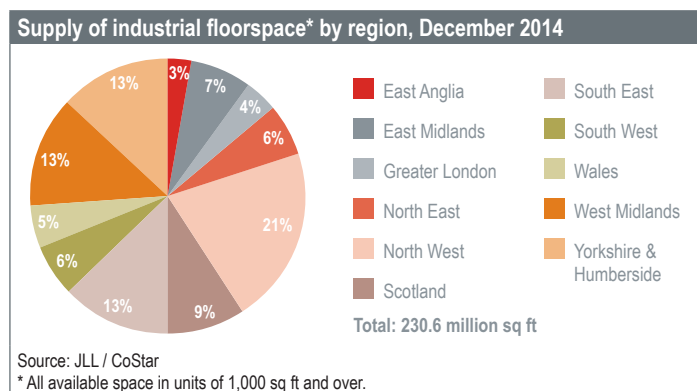 Supply of industrial floorspace* by region, December 2014
3%
7%
4%
6%
21%
9%
13%
6%
5%
13%
13%
East Anglia
East Midlands
Greater London
North East
North West
Scotland
South East
South West
Wales
West Midlands
Yorkshire &
Humberside
Total: 230.6 million sq ft
Source: JLL / CoStar
* All available space in units of 1,000 sq ft and over.